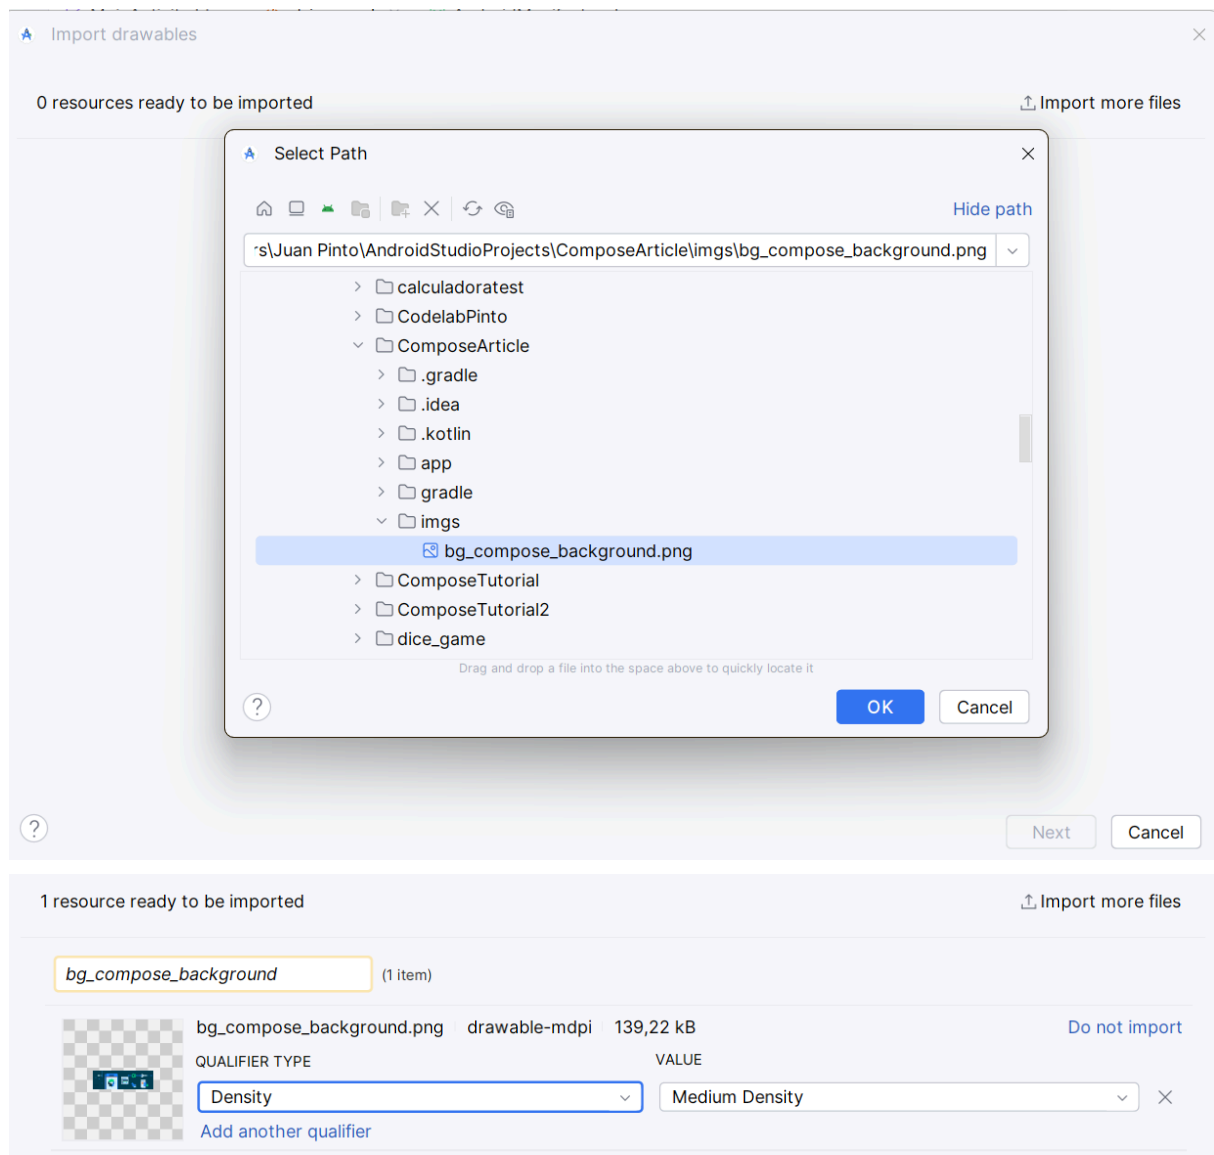 Import drawables
0 resources ready to be imported
Import more files
Select Path
Hide path
s\Juan Pinto\AndroidStudioProjects\ComposeArticle\imgs\bg_compose_background.png
calculadoratest
CodelabPinto
ComposeArticle
.gradle
.idea
.kotlin
app
gradle
imgs
bg_compose_background.png
ComposeTutorial
ComposeTutorial2
dice_game
Drag and drop a file into the space above to quickly locate it
?
OK
Cancel
?
Next
Cancel
1 resource ready to be imported
Import more files
bg_compose_background
(1 item)
bg_compose_background.png
drawable-mdpi
139,22 kB
Do not import
QUALIFIER TYPE
VALUE
Density
Medium Density
Add another qualifier